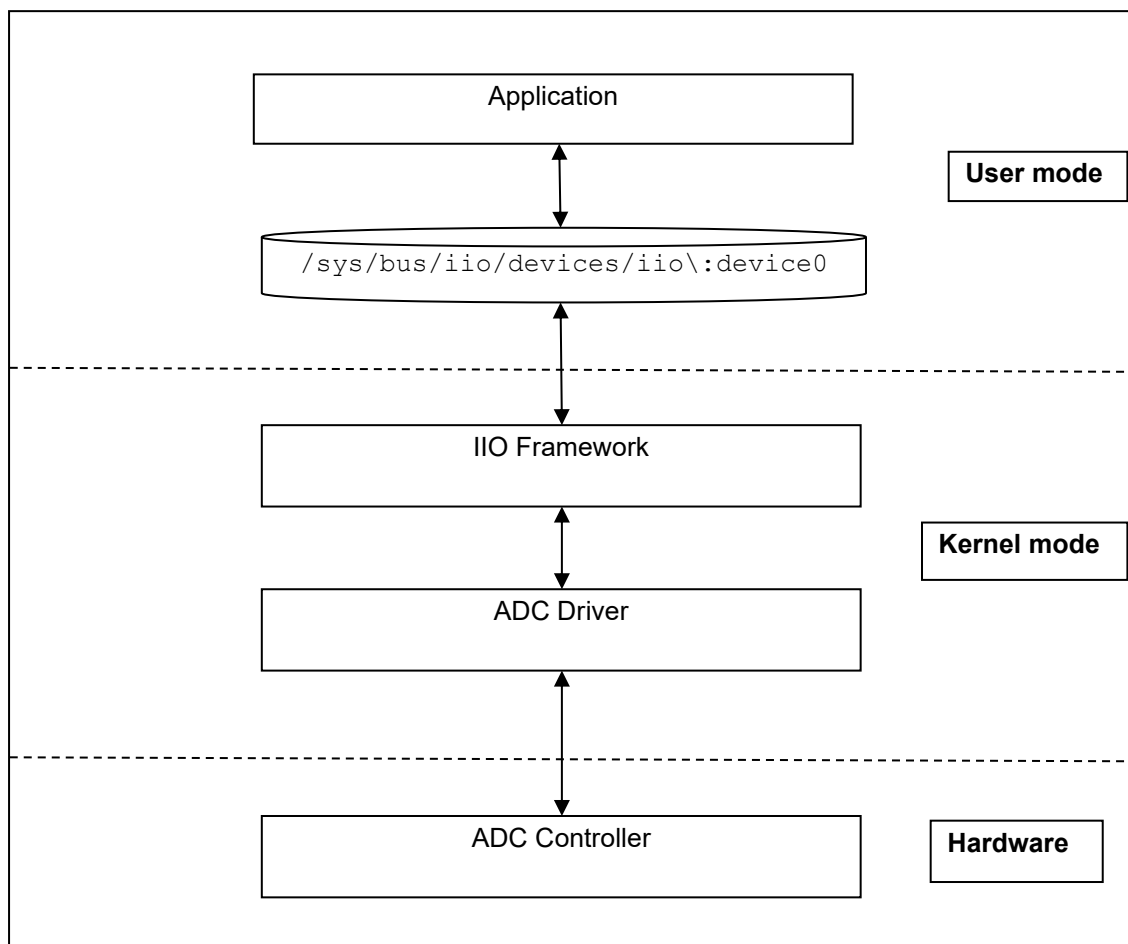 Application
User mode
/sys/bus/iio/devices/iio\:device0
IIO Framework
Kernel mode
ADC Driver
ADC Controller
Hardware